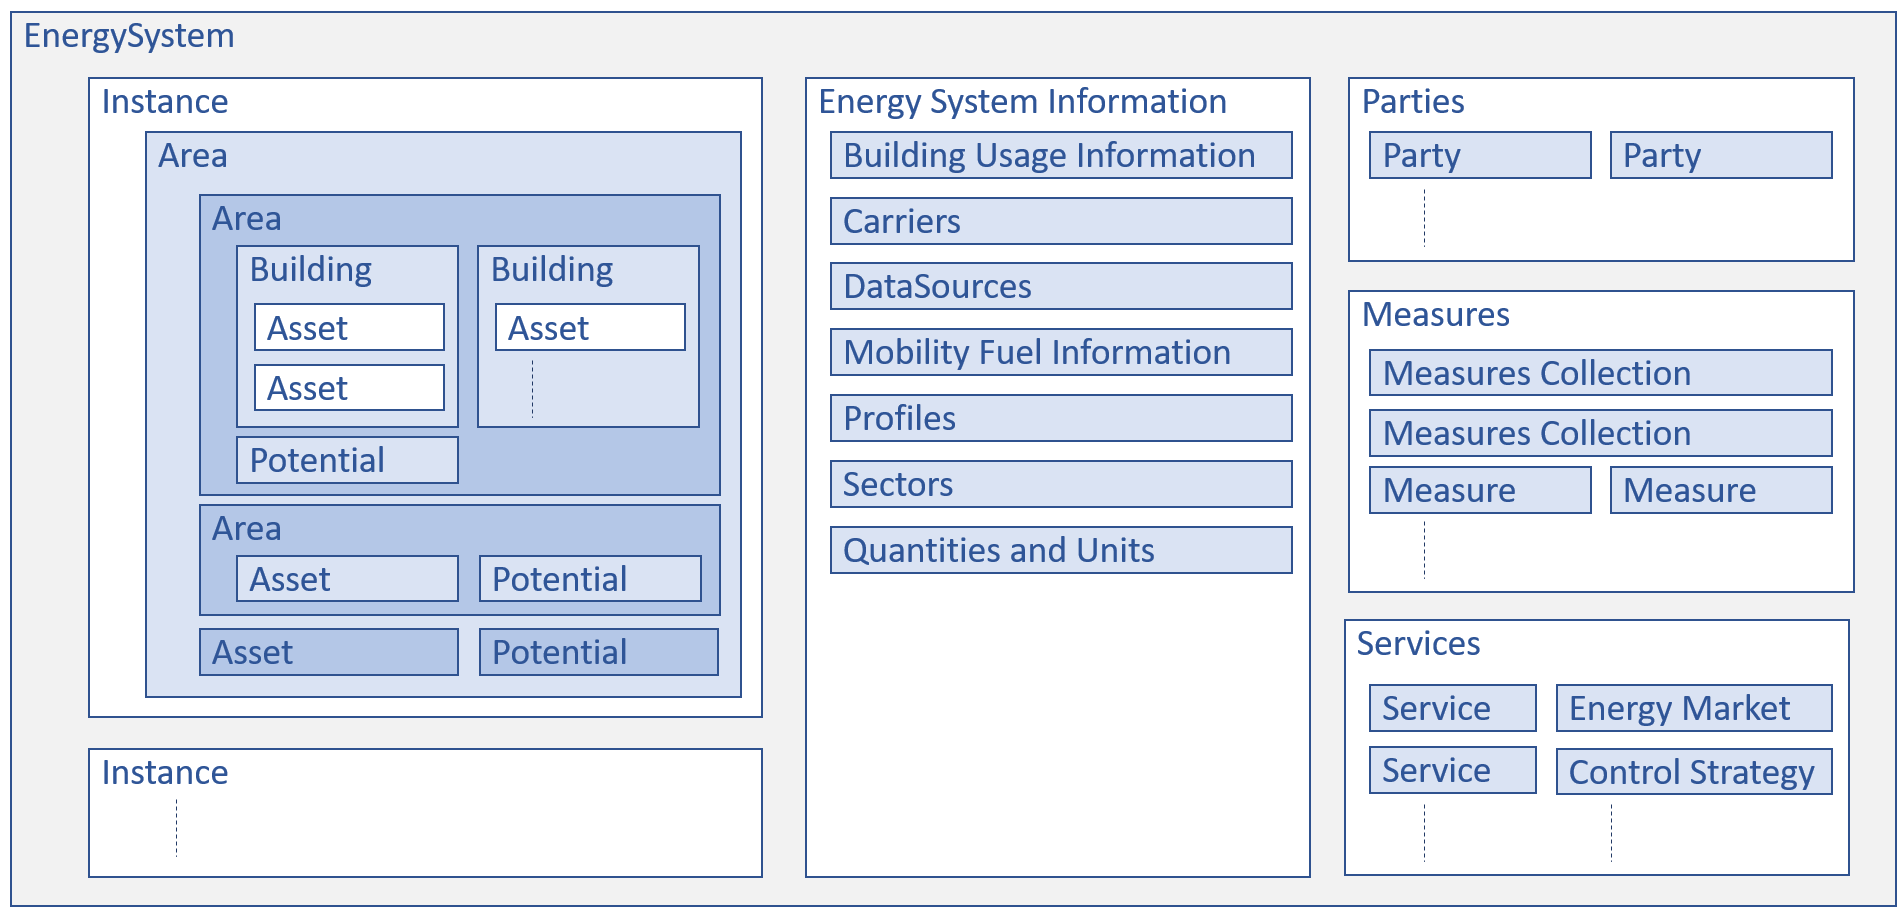 EnergySystem
Instance
Area
Area
Building
Asset
Asset
Building
Asset
Potential
Area
Asset
Potential
Asset
Potential
Instance
Energy System Information
Building Usage Information
Carriers
DataSources
Mobility Fuel Information
Profiles
Sectors
Quantities and Units
Parties
Party
Party
Measures
Measures Collection
Measures Collection
Measure
Measure
Services
Service
Energy Market
Service
Control Strategy